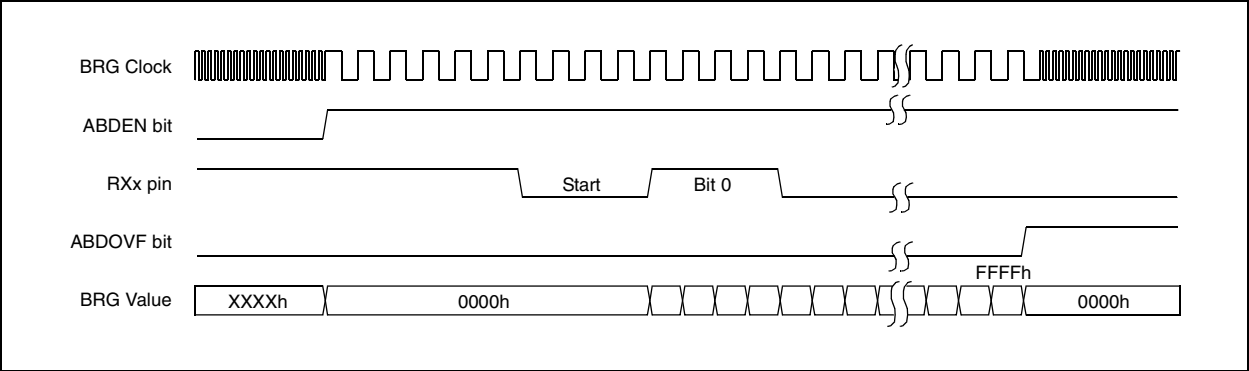 BRG Clock
ABDEN bit
RXx pin
Start
Bit 0
ABDOVF bit
FFFFh
BRG Value
XXXXh
0000h
0000h